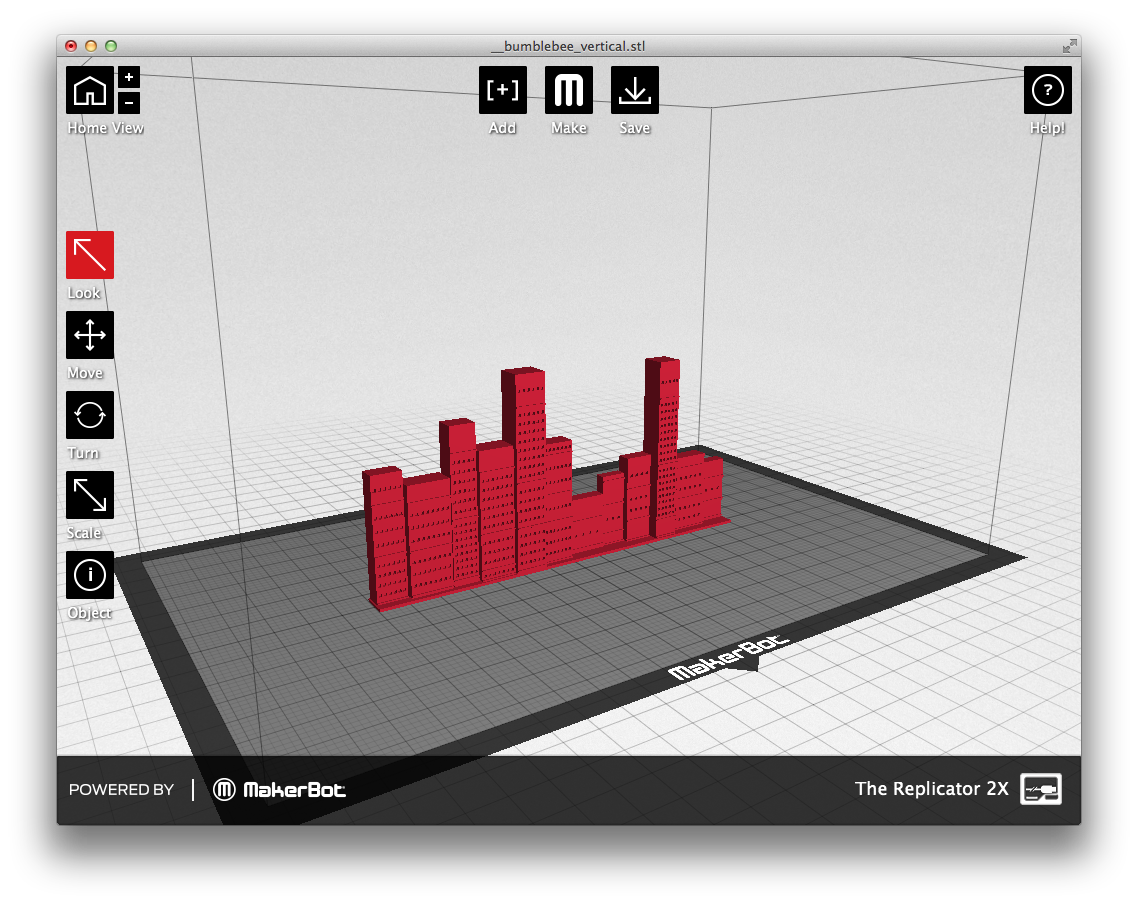 __bumblebee_vertical.stl
+
-
Home View
[+]
Add
M
Make
Save
?
Help!
Look
Move
Turn
Scale
i
Object
MakerBot
POWERED BY | M MakerBot
The Replicator 2X